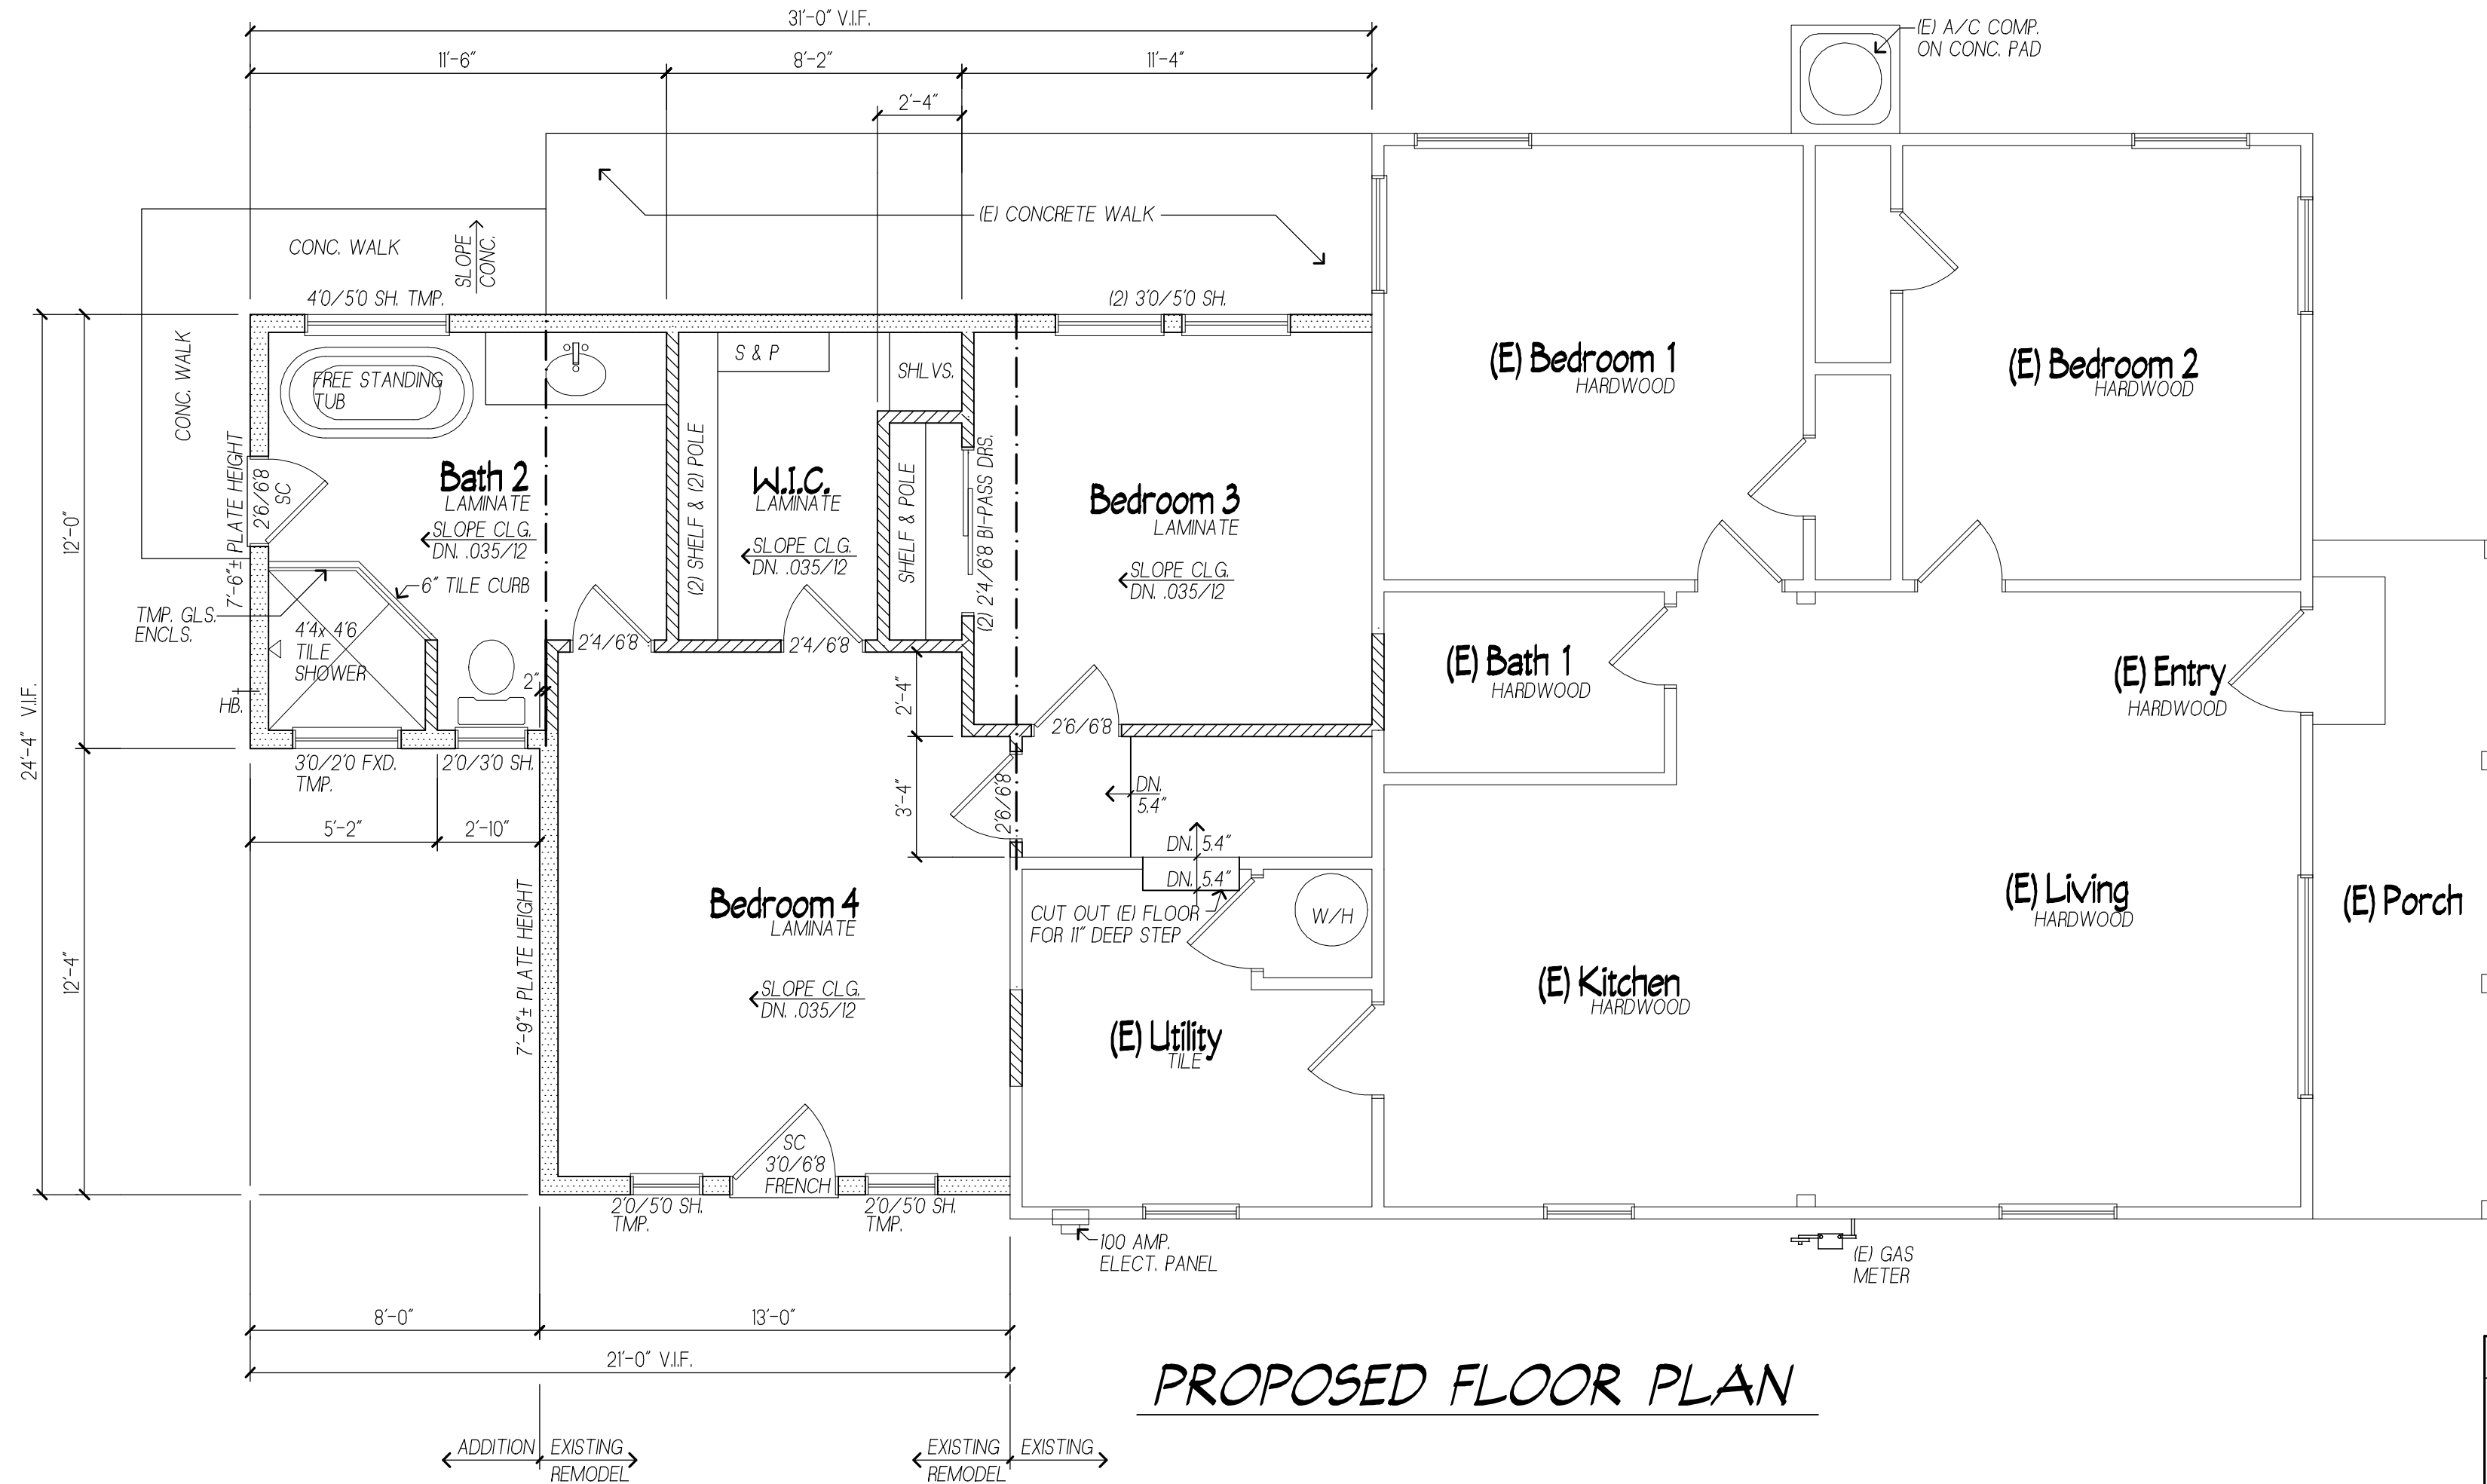 31'-0" V.I.F.
11'-6"
8'-2"
11'-4"
2'-4"
(E) A/C COMP.
ON CONC. PAD
(E) CONCRETE WALK
CONC. WALK
SLOPE
CONC.
CONC. WALK
4'0/5'0 SH. TMP.
(2) 3'0/5'0 SH.
FREE STANDING
TUB
S & P
SHLVS.
(E) Bedroom 1
HARDWOOD
(E) Bedroom 2
HARDWOOD
7'-6"± PLATE HEIGHT
2'6/6'8
SC
Bath 2
LAMINATE
SLOPE CLG.
DN. .035/12
(2) SHELF & (2) POLE
W.I.C.
LAMINATE
SLOPE CLG.
DN. .035/12
SHELF & POLE
(2) 2'4/6'8 BI-PASS DRS.
Bedroom 3
LAMINATE
SLOPE CLG.
DN. .035/12
12'-0"
24'-4" V.I.F.
12'-4"
6" TILE CURB
TMP. GLS.
ENCLS.
4'4x 4'6
TILE
SHOWER
HB.
2"
2'4/6'8
2'4/6'8
2'-4"
2'6/6'8
3'-4"
2'6/6'8
(E) Bath 1
HARDWOOD
(E) Entry
HARDWOOD
3'0/2'0 FXD.
TMP.
2'0/3'0 SH.
5'-2"
2'-10"
DN.
5.4"
DN. 5.4"
DN. 5.4"
CUT OUT (E) FLOOR
FOR 11" DEEP STEP
W/H
7'-9"± PLATE HEIGHT
Bedroom 4
LAMINATE
SLOPE CLG.
DN. .035/12
(E) Living
HARDWOOD
(E) Porch
(E) Kitchen
HARDWOOD
(E) Utility
TILE
SC
3'0/6'8
FRENCH
2'0/5'0 SH.
TMP.
2'0/5'0 SH.
TMP.
100 AMP.
ELECT. PANEL
(E) GAS
METER
8'-0"
13'-0"
21'-0" V.I.F.
PROPOSED FLOOR PLAN
ADDITION
EXISTING
REMODEL
EXISTING
REMODEL
EXISTING